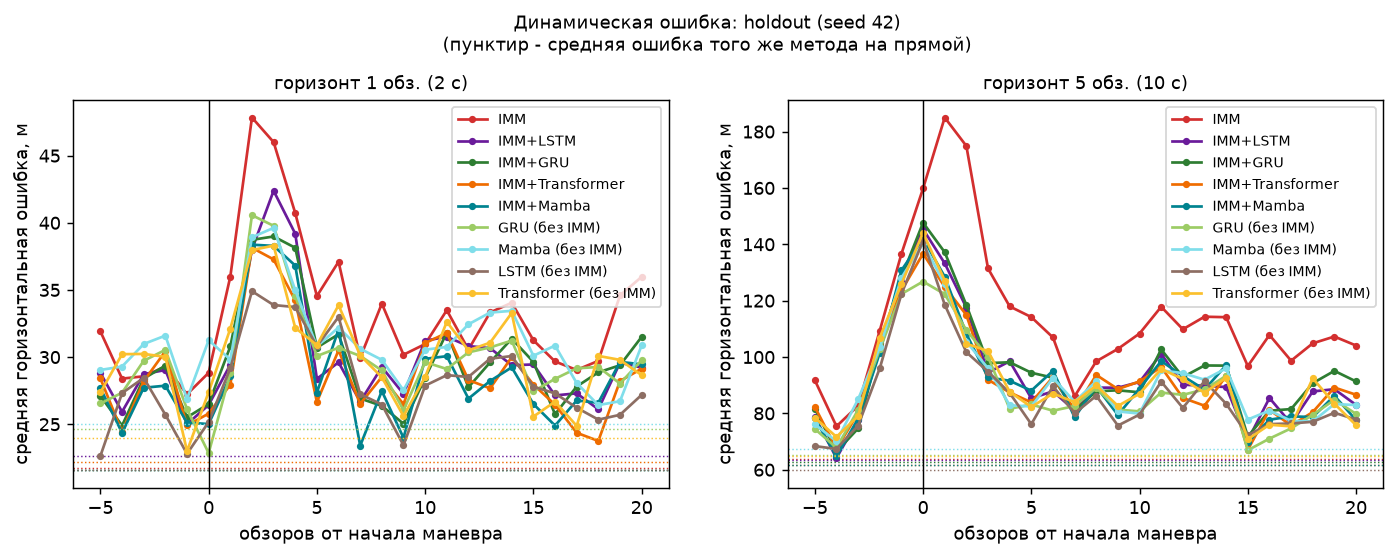 Динамическая ошибка: holdout (seed 42)
(пунктир - средняя ошибка того же метода на прямой)
горизонт 1 обз. (2 с)
средняя горизонтальная ошибка, м
45
40
35
30
25
−5
0
5
10
15
20
обзоров от начала маневра
IMM
IMM+LSTM
IMM+GRU
IMM+Transformer
IMM+Mamba
GRU (без IMM)
Mamba (без IMM)
LSTM (без IMM)
Transformer (без IMM)
горизонт 5 обз. (10 с)
средняя горизонтальная ошибка, м
180
160
140
120
100
80
60
−5
0
5
10
15
20
обзоров от начала маневра
IMM
IMM+LSTM
IMM+GRU
IMM+Transformer
IMM+Mamba
GRU (без IMM)
Mamba (без IMM)
LSTM (без IMM)
Transformer (без IMM)